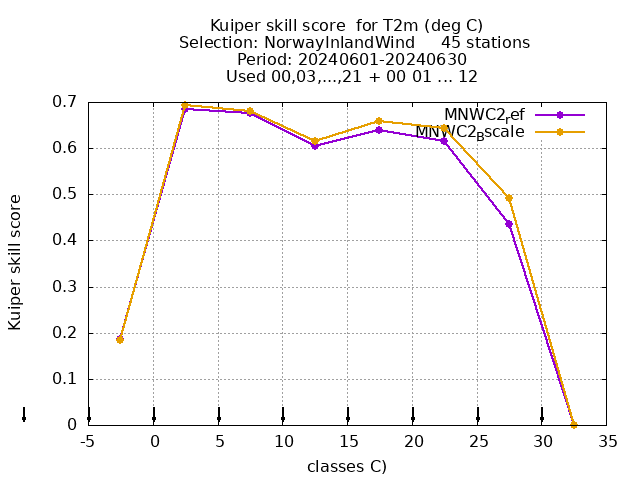 Kuiper skill score  for T2m (deg C)
Selection: NorwayInlandWind     45 stations
Period: 20240601-20240630
Used 00,03,...,21 + 00 01 ... 12
MNWC2ref
MNWC2Bscale
Kuiper skill score
0.7
0.6
0.5
0.4
0.3
0.2
0.1
0
-5 0 5 10 15 20 25 30 35
classes C)